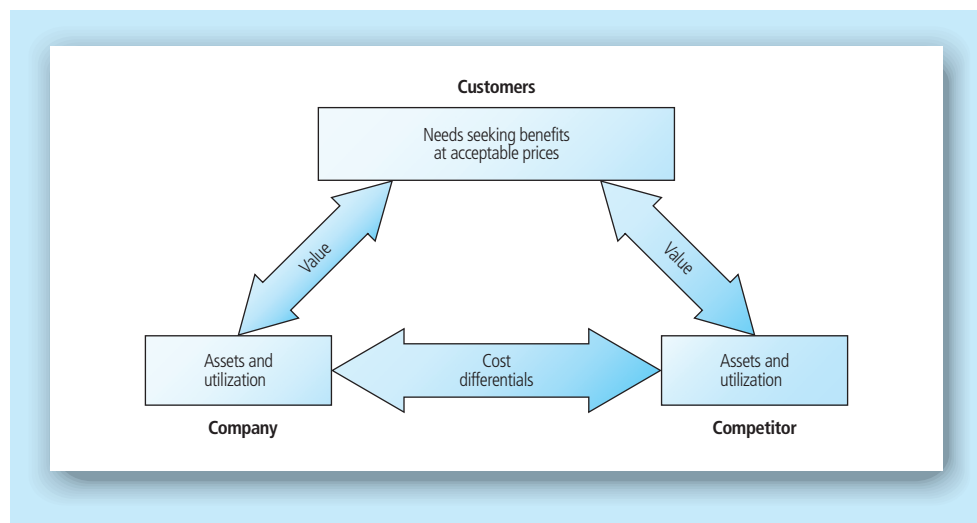 Customers
Needs seeking benefits
at acceptable prices
Value
Value
Assets and
utilization
Cost
differentials
Assets and
utilization
Company
Competitor